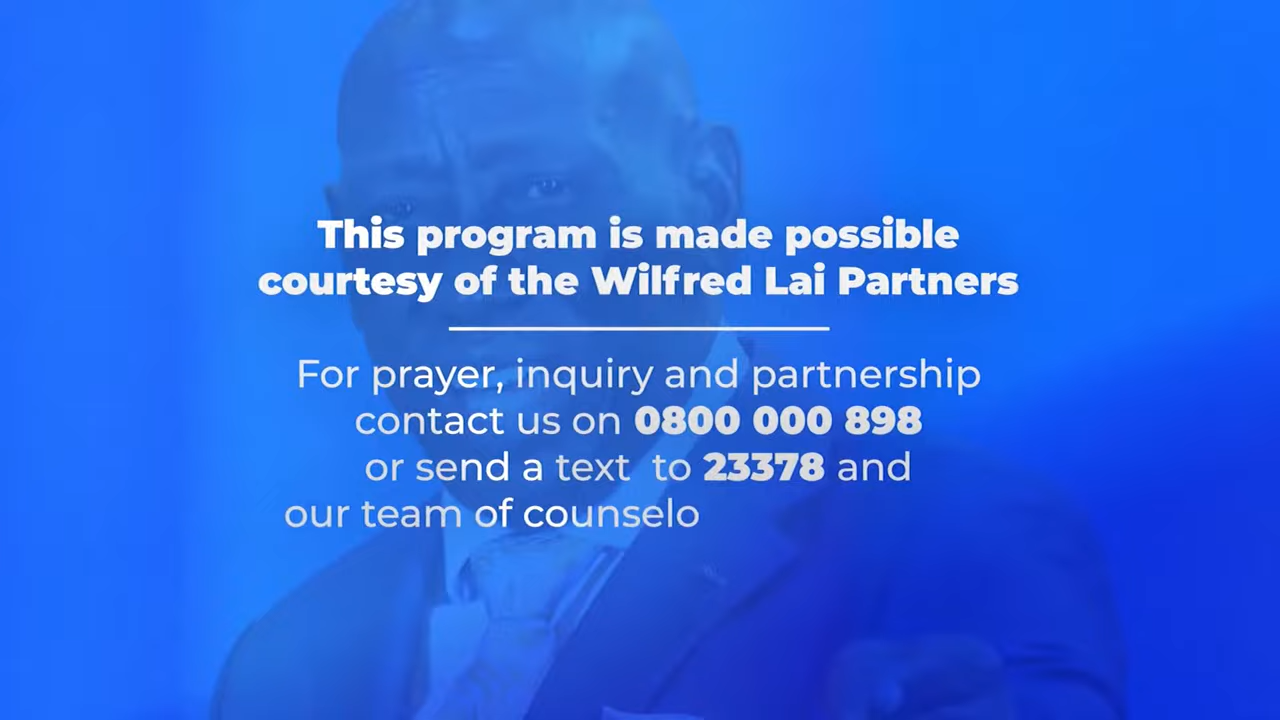 This program is made possible
courtesy of the Wilfred Lai Partners
For prayer, inquiry and partnership
contact us on 0800 000 898
or send a text to 23378 and
our team of counselo